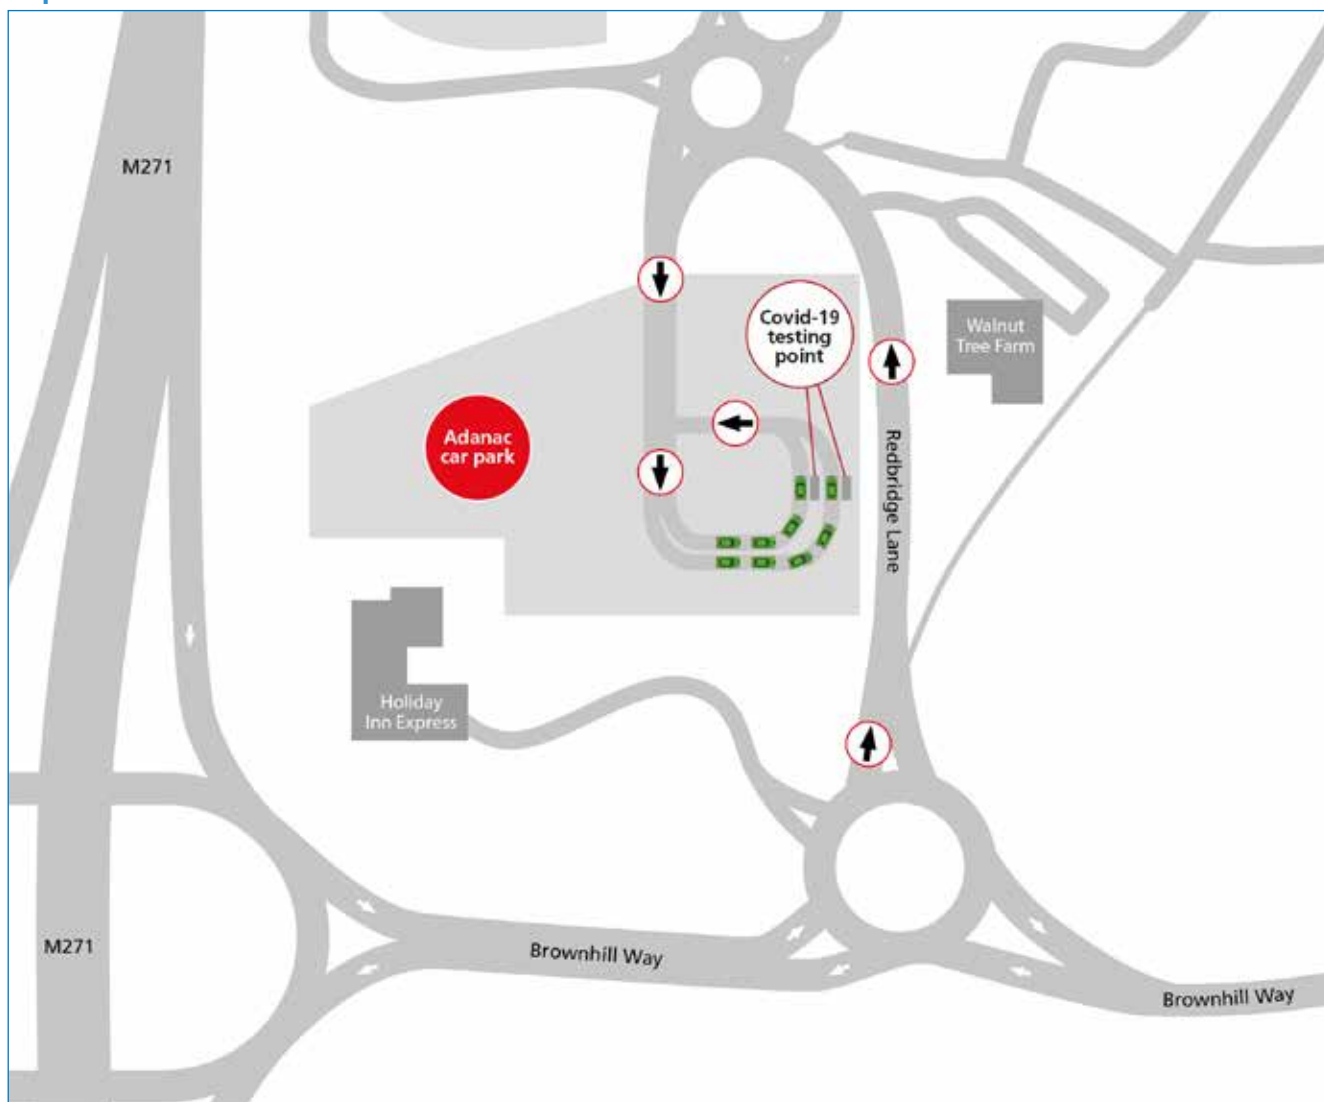 M271
Covid-19
testing
point
Walnut
Tree Farm
Adanac
car park
Redbridge Lane
Holiday
Inn Express
M271
Brownhill Way
Brownhill Way